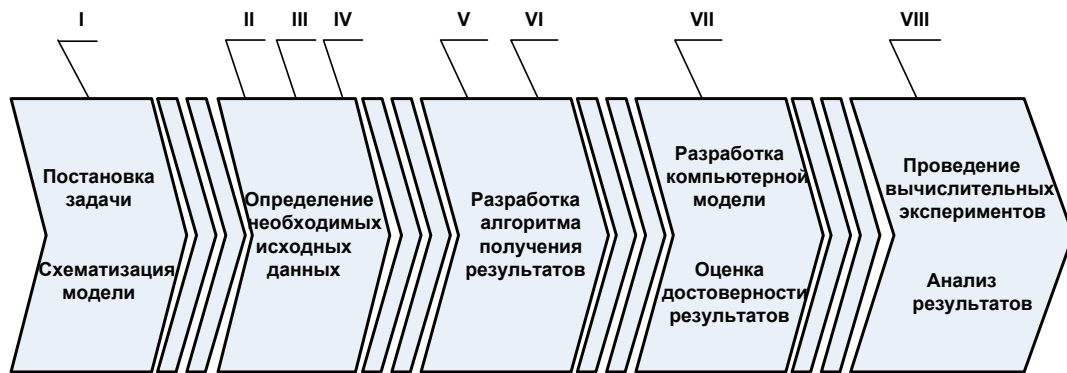 I
II
III
IV
V
VI
VII
VIII
Постановка
задачи
Схематизация
модели
Определение
необходимых
исходных
данных
Разработка
алгоритма
получения
результатов
Разработка
компьютерной
модели
Оценка
достоверности
результатов
Проведение
вычислительных
экспериментов
Анализ
результатов